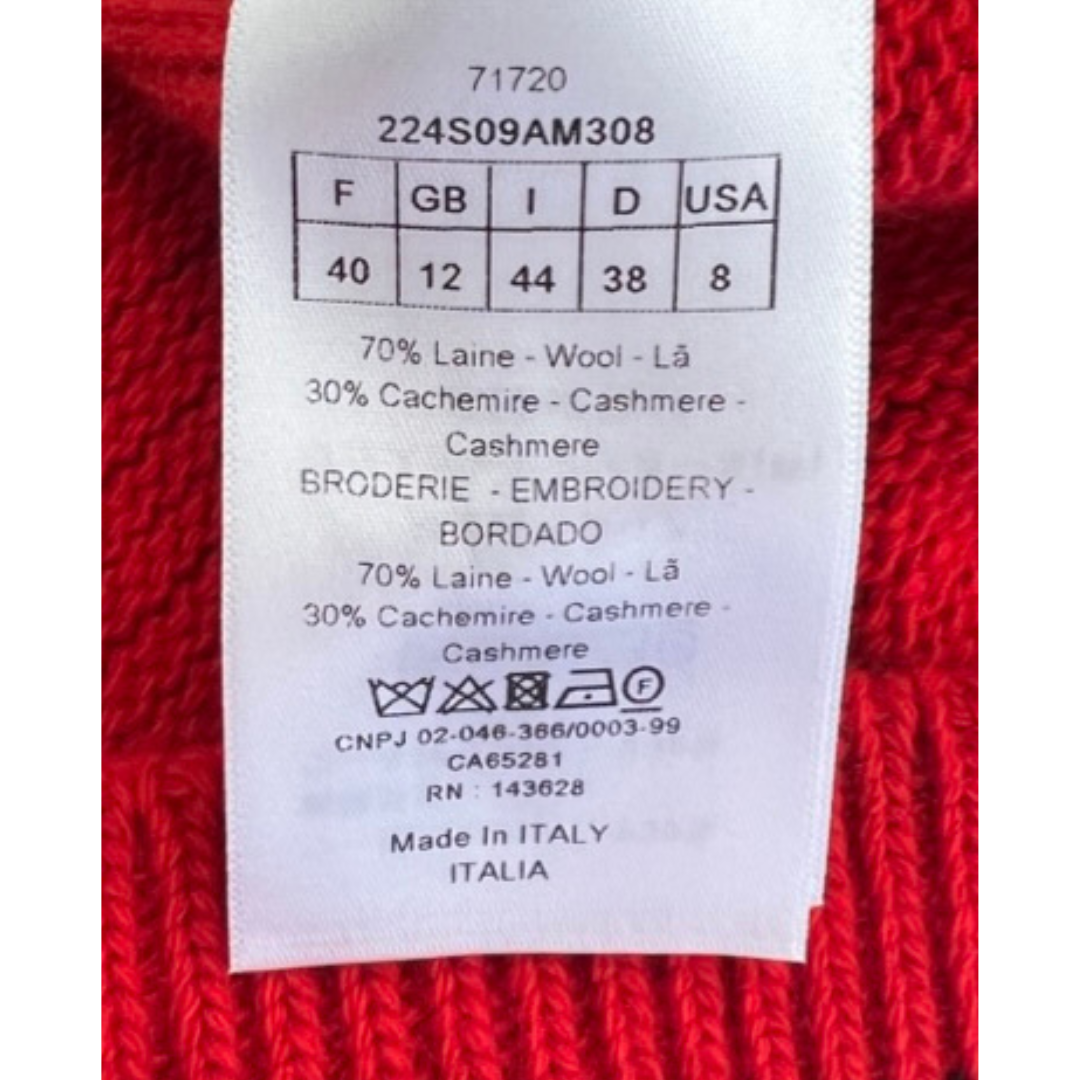 71720
224S09AM308
F GB I D USA
40 12 44 38 8
70% Laine - Wool - Lã
30% Cachemire - Cashmere -
Cashmere
BRODERIE - EMBROIDERY -
BORDADO
70% Laine - Wool - Lã
30% Cachemire - Cashmere -
Cashmere
F
CNPJ 02-046-366/0003-99
CA65281
RN : 143628
Made In ITALY
ITALIA